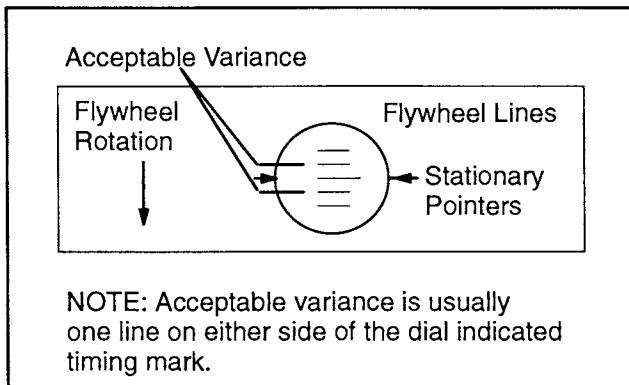 Acceptable Variance
Flywheel
Rotation
Flywheel Lines
Stationary
Pointers
NOTE: Acceptable variance is usually
one line on either side of the dial indicated
timing mark.